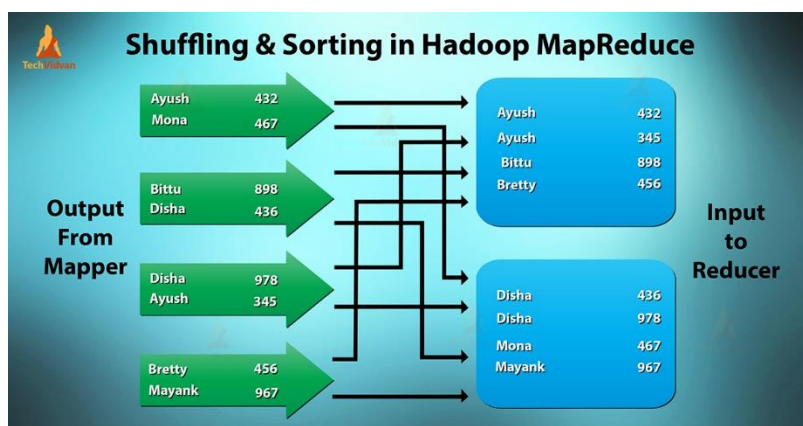 TechVidvan
Shuffling & Sorting in Hadoop MapReduce
Output
From
Mapper
Ayush 432
Mona 467
Bittu 898
Disha 436
Disha 978
Ayush 345
Bretty 456
Mayank 967
Ayush 432
Ayush 345
Bittu 898
Bretty 456
Disha 436
Disha 978
Mona 467
Mayank 967
Input
to
Reducer